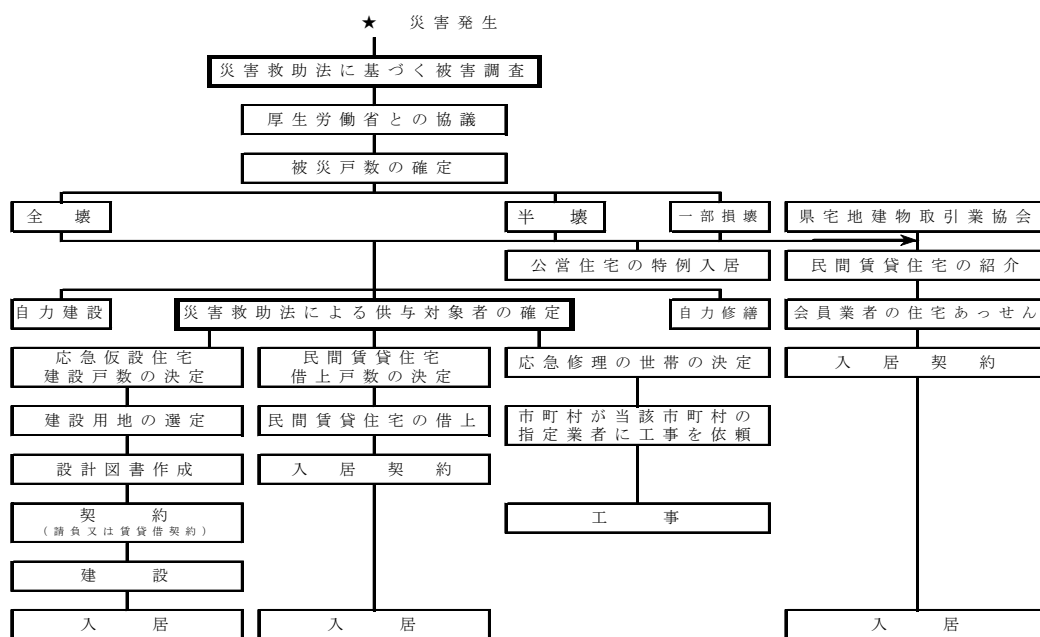 ★ 災害発生
災害救助法に基づく被害調査
厚生労働省との協議
被災戸数の確定
全壊
半壊
一部損壊
県宅地建物取引業協会
公営住宅の特例入居
民間賃貸住宅の紹介
自力建設
災害救助法による供与対象者の確定
自力修繕
会員業者の住宅あっせん
応急仮設住宅
建設戸数の決定
民間賃貸住宅
借上戸数の決定
応急修理の世帯の決定
入居契約
建設用地の選定
民間賃貸住宅の借上
市町村が当該市町村の
指定業者に工事を依頼
設計図書作成
入居契約
契約
(請負又は賃貸借契約)
工事
建設
入居
入居
入居